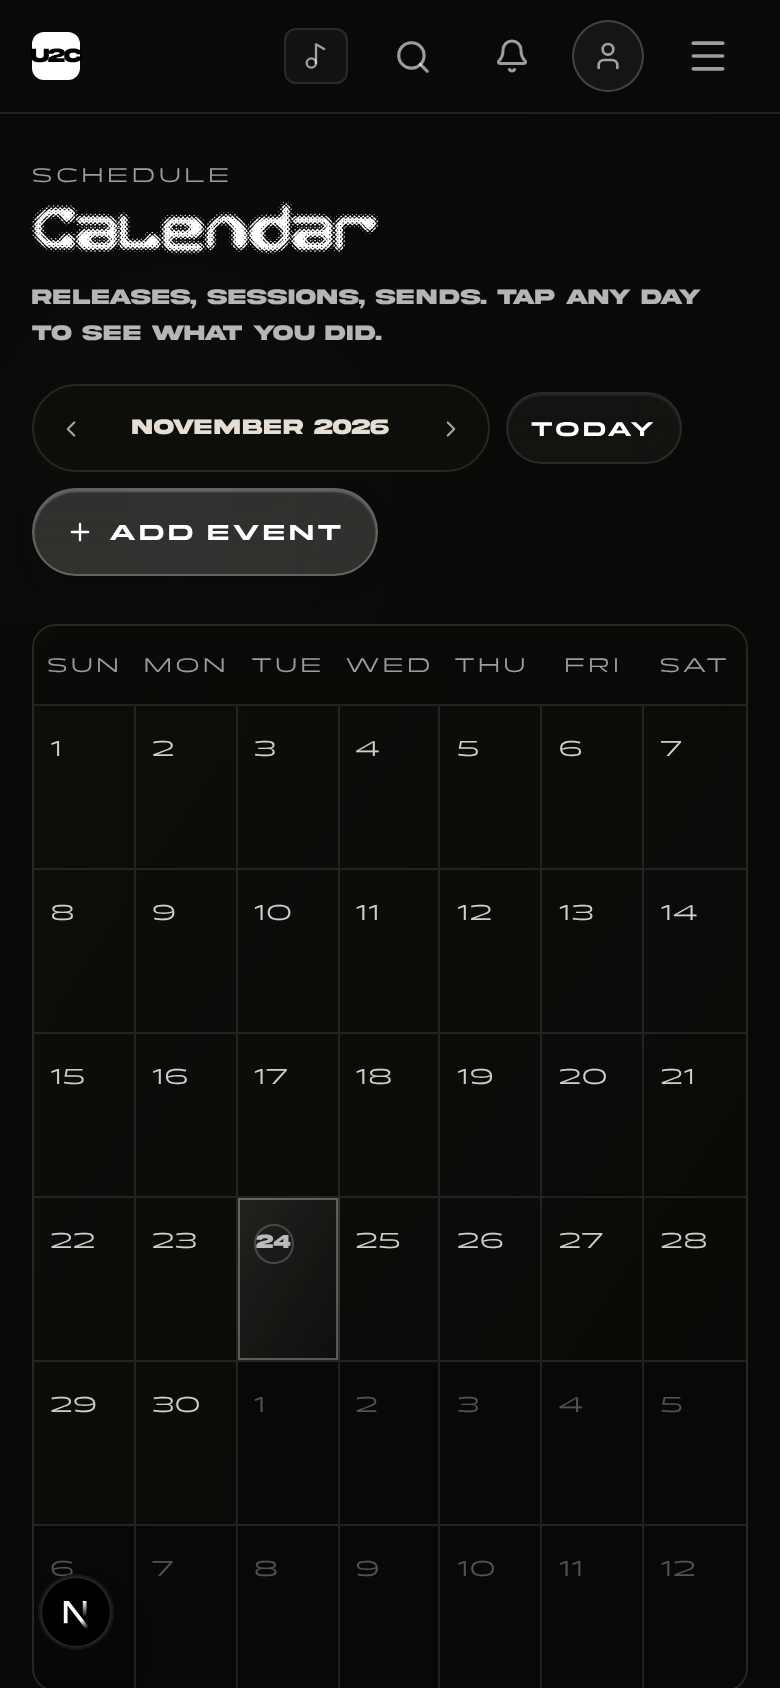 U2C
SCHEDULE
Calendar
RELEASES, SESSIONS, SENDS. TAP ANY DAY
TO SEE WHAT YOU DID.
NOVEMBER 2026
TODAY
+ ADD EVENT
SUN MON TUE WED THU FRI SAT
1 2 3 4 5 6 7
8 9 10 11 12 13 14
15 16 17 18 19 20 21
22 23 24 25 26 27 28
29 30 1 2 3 4 5
6 7 8 9 10 11 12
N